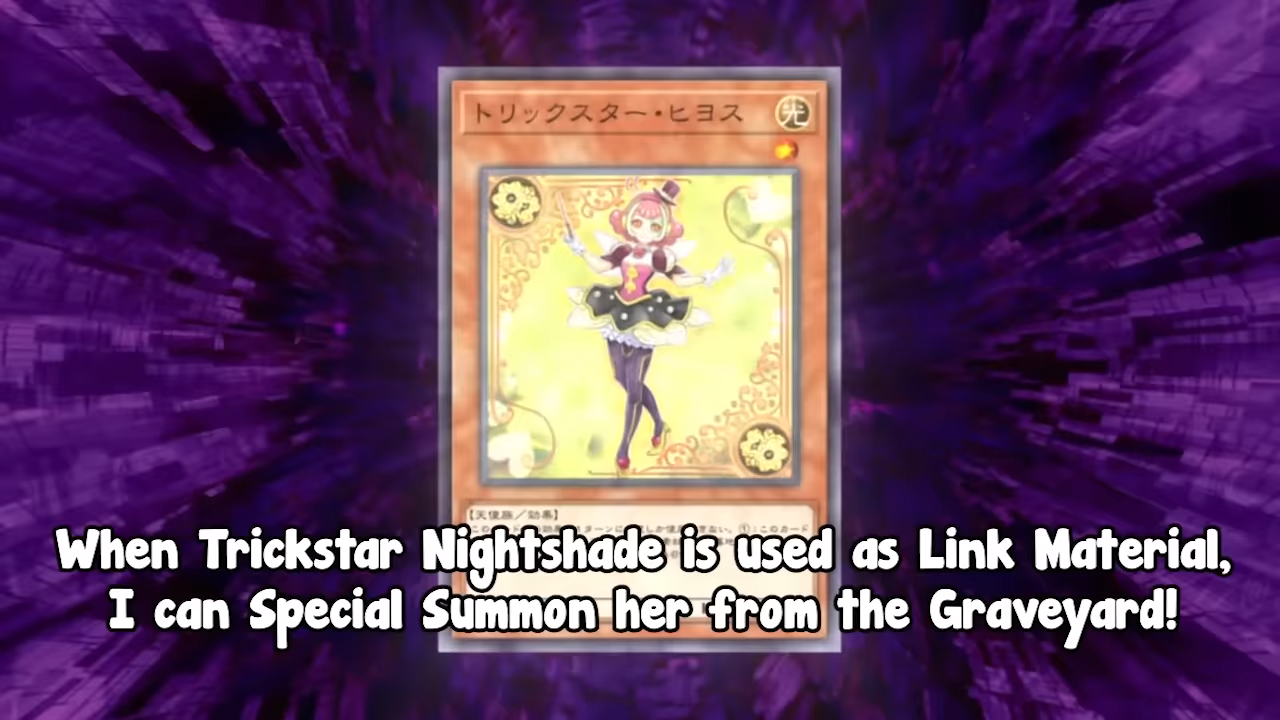 トリックスター・ヒヨス
光
【天使族／効果】
When Trickstar Nightshade is used as Link Material,
I can Special Summon her from the Graveyard!